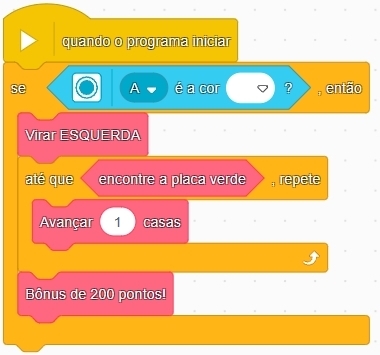 quando o programa iniciar
se A é a cor ? , então
Virar ESQUERDA
até que encontre a placa verde , repete
Avançar 1 casas
Bônus de 200 pontos!